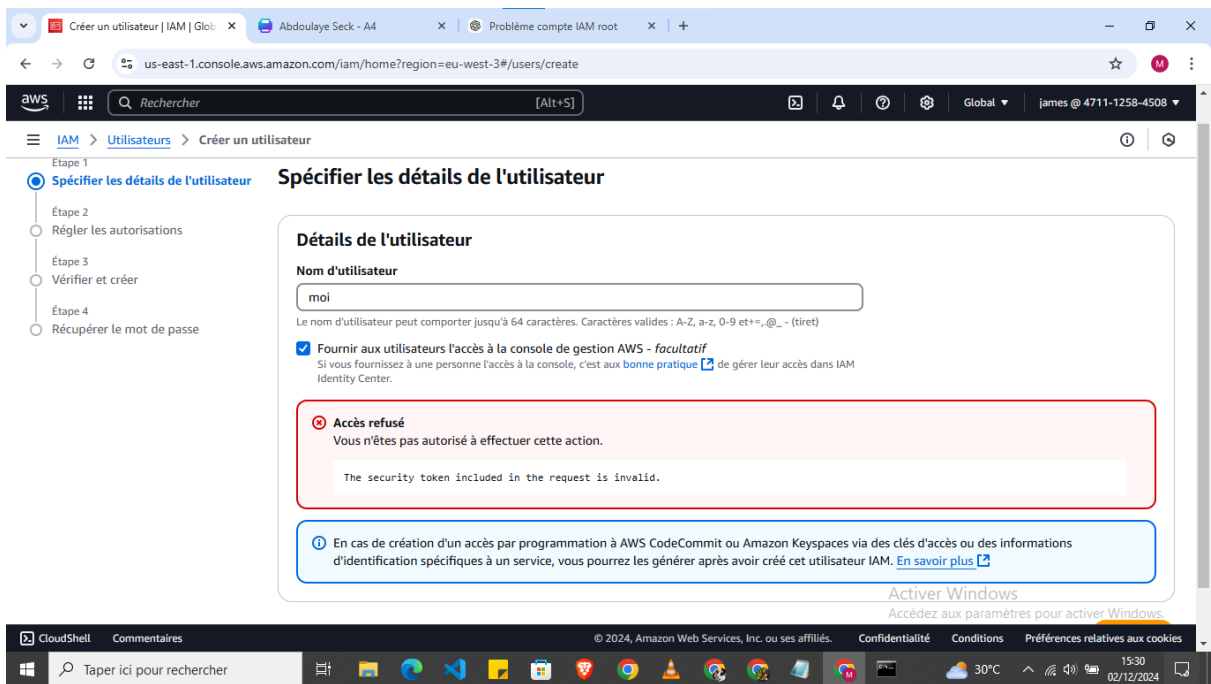 Créer un utilisateur | IAM | Glob
Abdoulaye Seck - A4
Problème compte IAM root
us-east-1.console.aws.amazon.com/iam/home?region=eu-west-3#/users/create
M
aws
Rechercher
[Alt+S]
Global
james @ 4711-1258-4508
IAM > Utilisateurs > Créer un utilisateur
Étape 1
Spécifier les détails de l'utilisateur
Étape 2
Régler les autorisations
Étape 3
Vérifier et créer
Étape 4
Récupérer le mot de passe
Spécifier les détails de l'utilisateur
Détails de l'utilisateur
Nom d'utilisateur
moi
Le nom d'utilisateur peut comporter jusqu'à 64 caractères. Caractères valides : A-Z, a-z, 0-9 et+=,.@_ - (tiret)
Fournir aux utilisateurs l'accès à la console de gestion AWS - facultatif
Si vous fournissez à une personne l'accès à la console, c'est aux bonne pratique de gérer leur accès dans IAM
Identity Center.
Accès refusé
Vous n'êtes pas autorisé à effectuer cette action.
The security token included in the request is invalid.
En cas de création d'un accès par programmation à AWS CodeCommit ou Amazon Keyspaces via des clés d'accès ou des informations
d'identification spécifiques à un service, vous pourrez les générer après avoir créé cet utilisateur IAM. En savoir plus
Activer Windows
Accédez aux paramètres pour activer Windows.
CloudShell
Commentaires
© 2024, Amazon Web Services, Inc. ou ses affiliés.
Confidentialité
Conditions
Préférences relatives aux cookies
Taper ici pour rechercher
30°C
15:30
02/12/2024